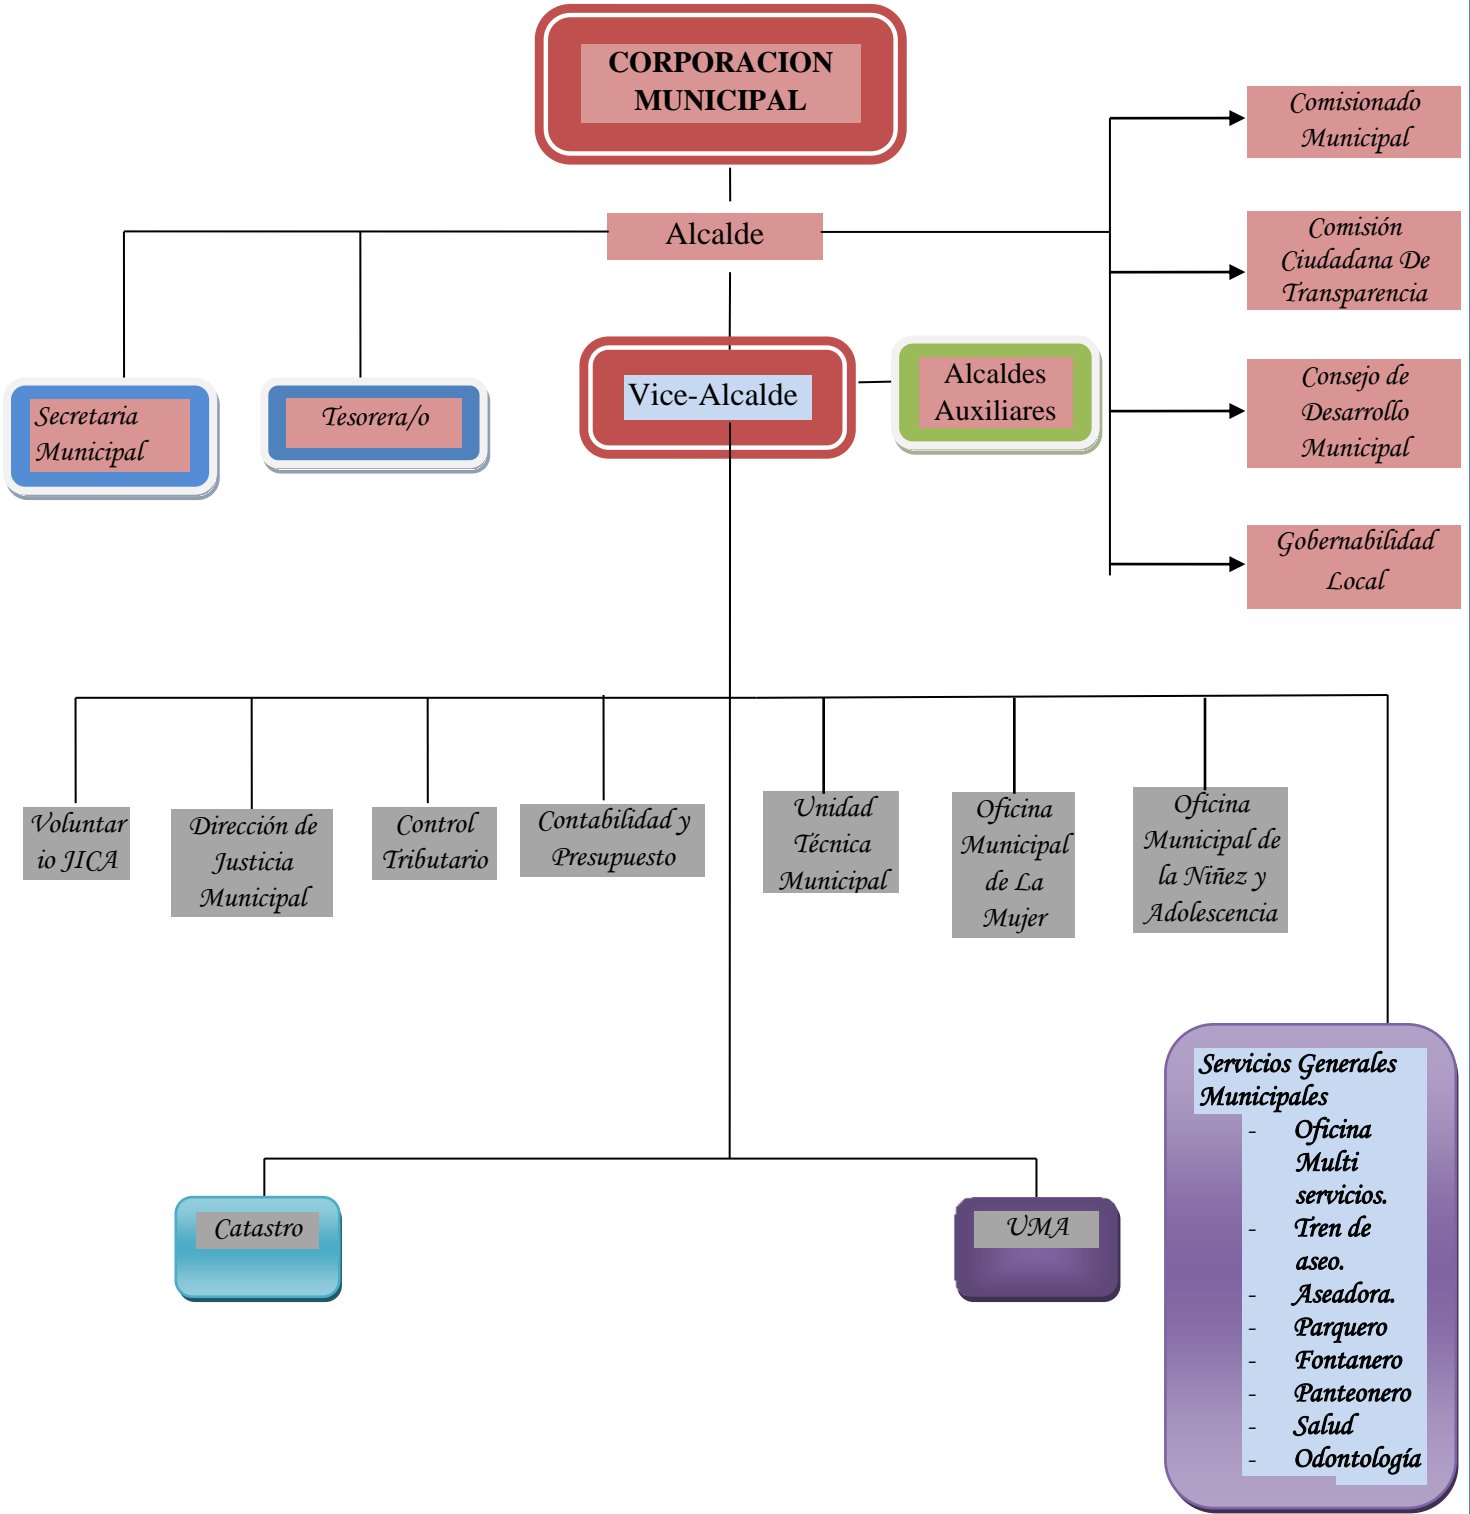 CORPORACION
MUNICIPAL
Comisionado
Municipal
Alcalde
Comisión
Ciudadana De
Transparencia
Secretaria
Municipal
Tesorera/o
Vice-Alcalde
Alcaldes
Auxiliares
Consejo de
Desarrollo
Municipal
Gobernabilidad
Local
Voluntar
io JICA
Dirección de
Justicia
Municipal
Control
Tributario
Contabilidad y
Presupuesto
Unidad
Técnica
Municipal
Oficina
Municipal
de La
Mujer
Oficina
Municipal de
la Niñez y
Adolescencia
Servicios Generales
Municipales
- Oficina
Multi
servicios.
- Tren de
aseo.
- Aseadora.
- Parquero
- Fontanero
- Panteonero
- Salud
- Odontología
Catastro
UMA